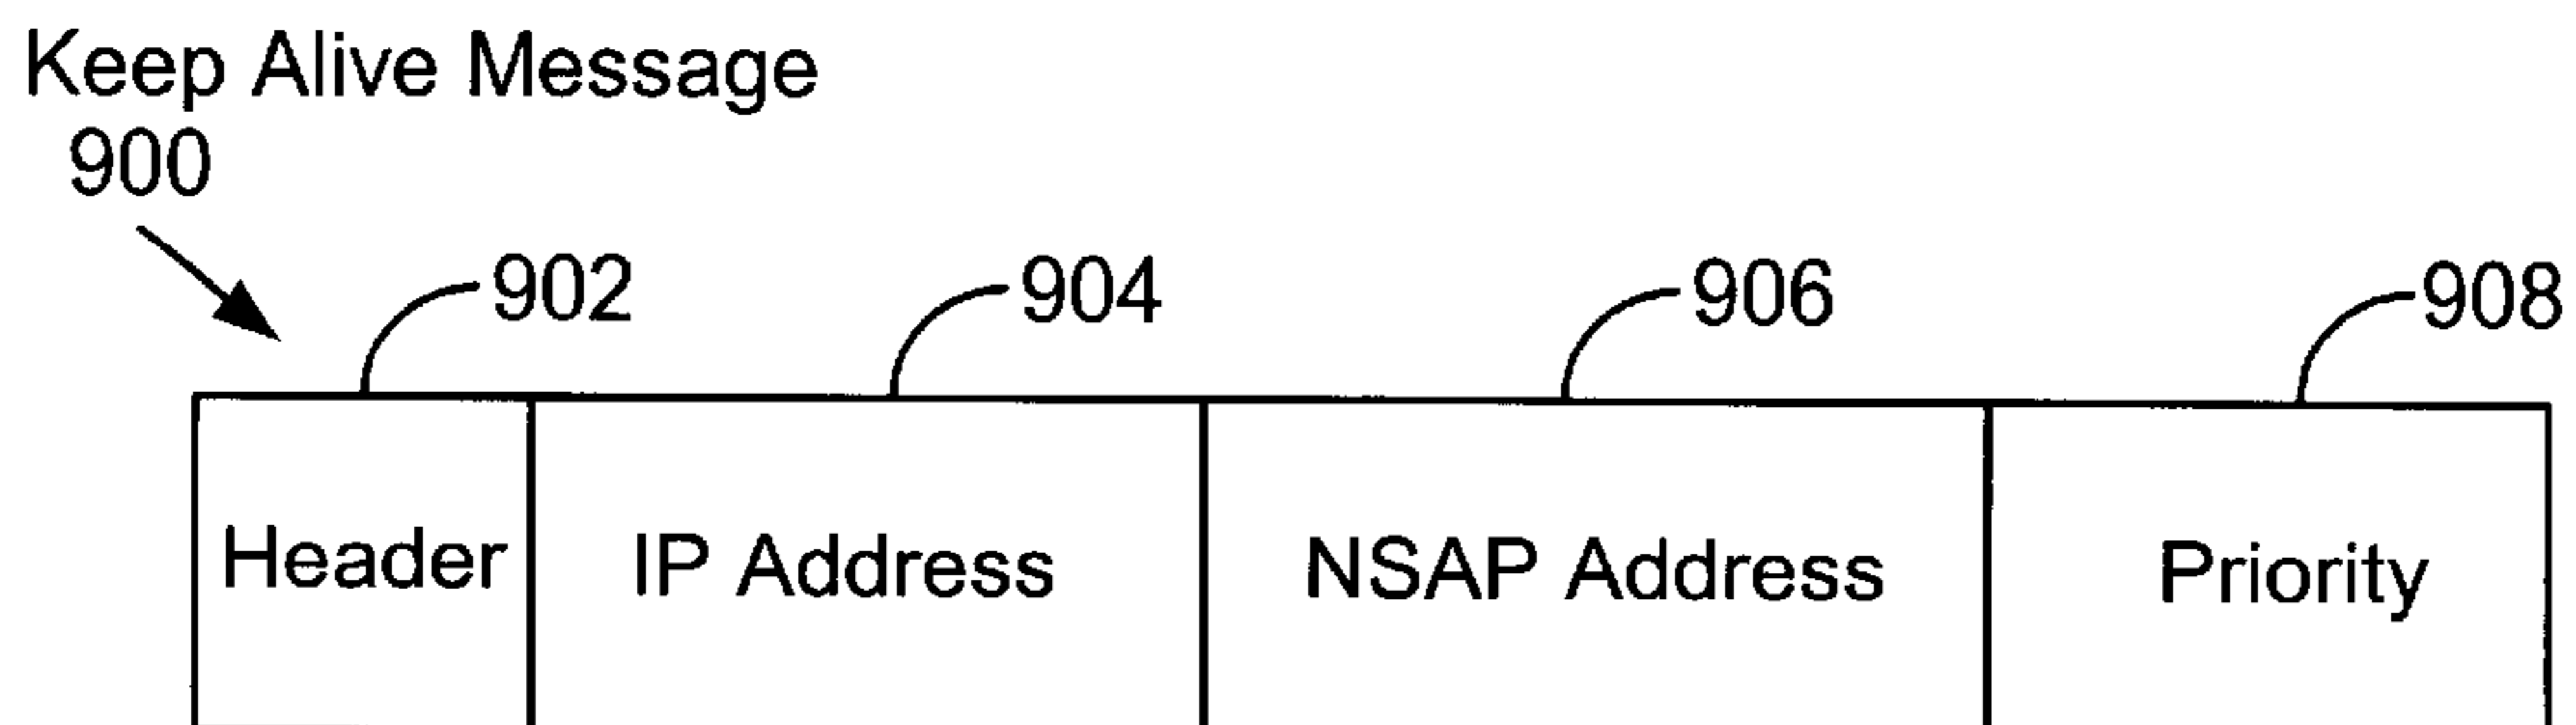 Keep Alive Message
900
902 904 906 908
Header IP Address NSAP Address Priority